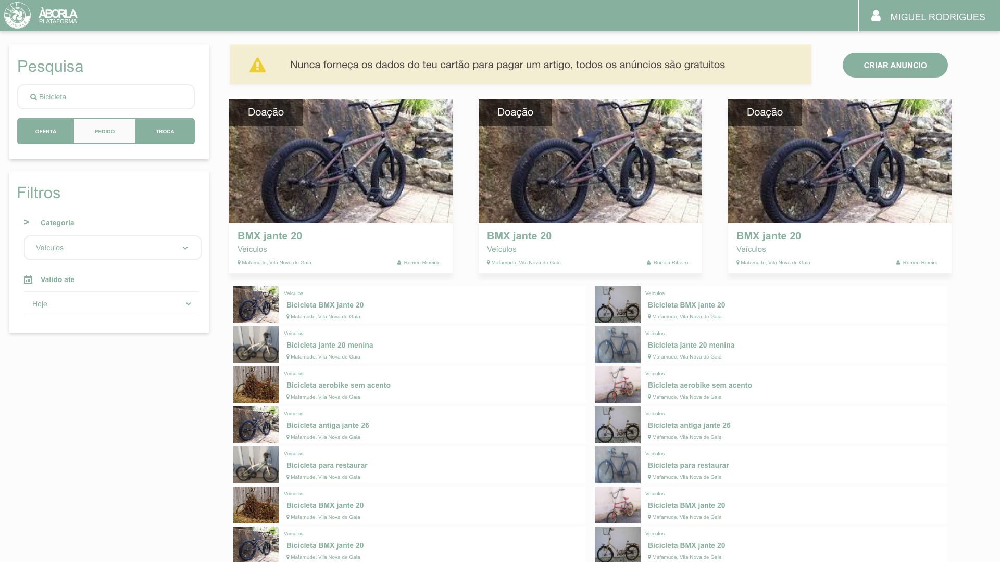 ÀBORLA
PLATAFORMA
ÀBORLA
MIGUEL RODRIGUES
Pesquisa
Bicicleta
OFERTA
PEDIDO
TROCA
Filtros
> Categoria
Veículos
Valido ate
Hoje
Nunca forneça os dados do teu cartão para pagar um artigo, todos os anúncios são gratuitos
CRIAR ANUNCIO
Doação
BMX jante 20
Veículos
Mafamude, Vila Nova de Gaia
Romeu Ribeiro
Doação
BMX jante 20
Veículos
Mafamude, Vila Nova de Gaia
Romeu Ribeiro
Doação
BMX jante 20
Veículos
Mafamude, Vila Nova de Gaia
Romeu Ribeiro
Veiculos
Bicicleta BMX jante 20
Mafamude, Vila Nova de Gaia
Veiculos
Bicicleta jante 20 menina
Mafamude, Vila Nova de Gaia
Veiculos
Bicicleta aerobike sem acento
Mafamude, Vila Nova de Gaia
Veiculos
Bicicleta antiga jante 26
Mafamude, Vila Nova de Gaia
Veiculos
Bicicleta para restaurar
Mafamude, Vila Nova de Gaia
Veiculos
Bicicleta BMX jante 20
Mafamude, Vila Nova de Gaia
Veiculos
Bicicleta BMX jante 20
Mafamude, Vila Nova de Gaia
Veiculos
Bicicleta BMX jante 20
Mafamude, Vila Nova de Gaia
Veiculos
Bicicleta jante 20 menina
Mafamude, Vila Nova de Gaia
Veiculos
Bicicleta aerobike sem acento
Mafamude, Vila Nova de Gaia
Veiculos
Bicicleta antiga jante 26
Mafamude, Vila Nova de Gaia
Veiculos
Bicicleta para restaurar
Mafamude, Vila Nova de Gaia
Veiculos
Bicicleta BMX jante 20
Mafamude, Vila Nova de Gaia
Veiculos
Bicicleta BMX jante 20
Mafamude, Vila Nova de Gaia